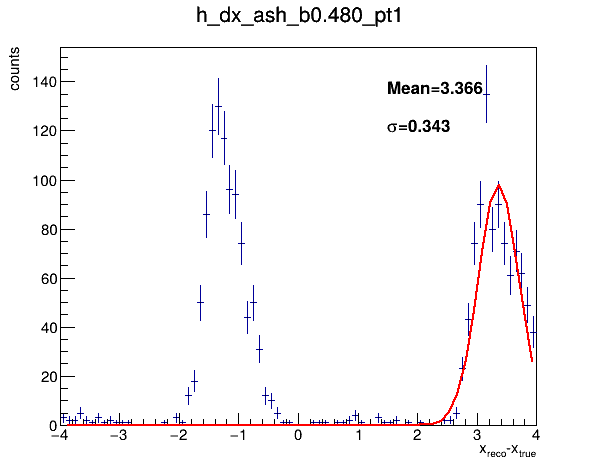 h_dx_ash_b0.480_pt1
counts
Mean=3.366
σ=0.343
140
120
100
80
60
40
20
0
−4 −3 −2 −1 0 1 2 3 4
x_reco-x_true